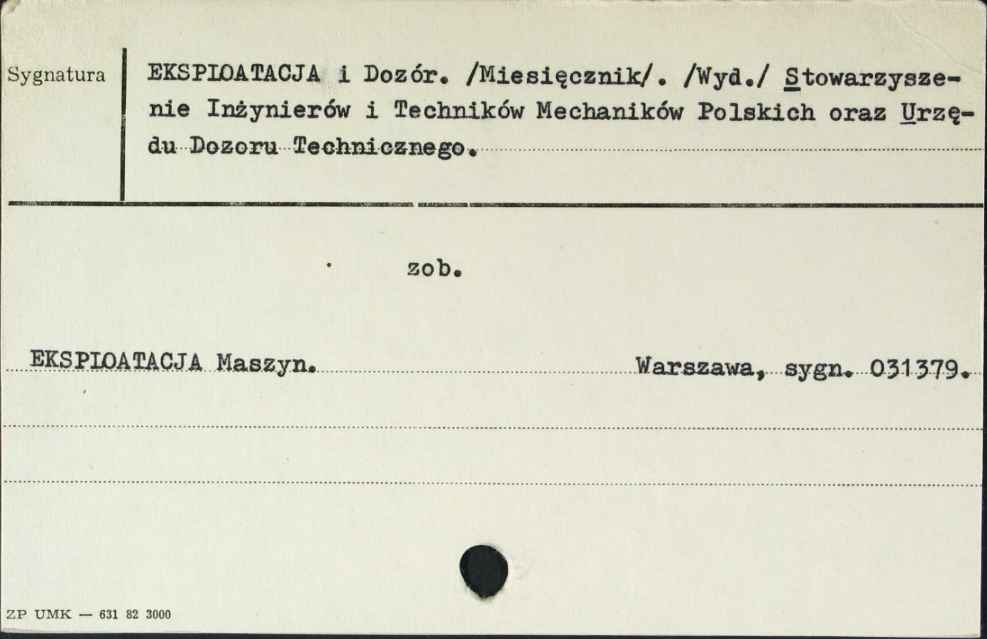 Sygnatura
EKSPLOATACJA i Dozór. /Miesięcznik/. /Wyd./ Stowarzysze-
nie Inżynierów i Techników Mechaników Polskich oraz Urzę-
du Dozoru Technicznego.
zob.
EKSPLOATACJA Maszyn. Warszawa, sygn. 031379.
ZP UMK — 631 82 3000